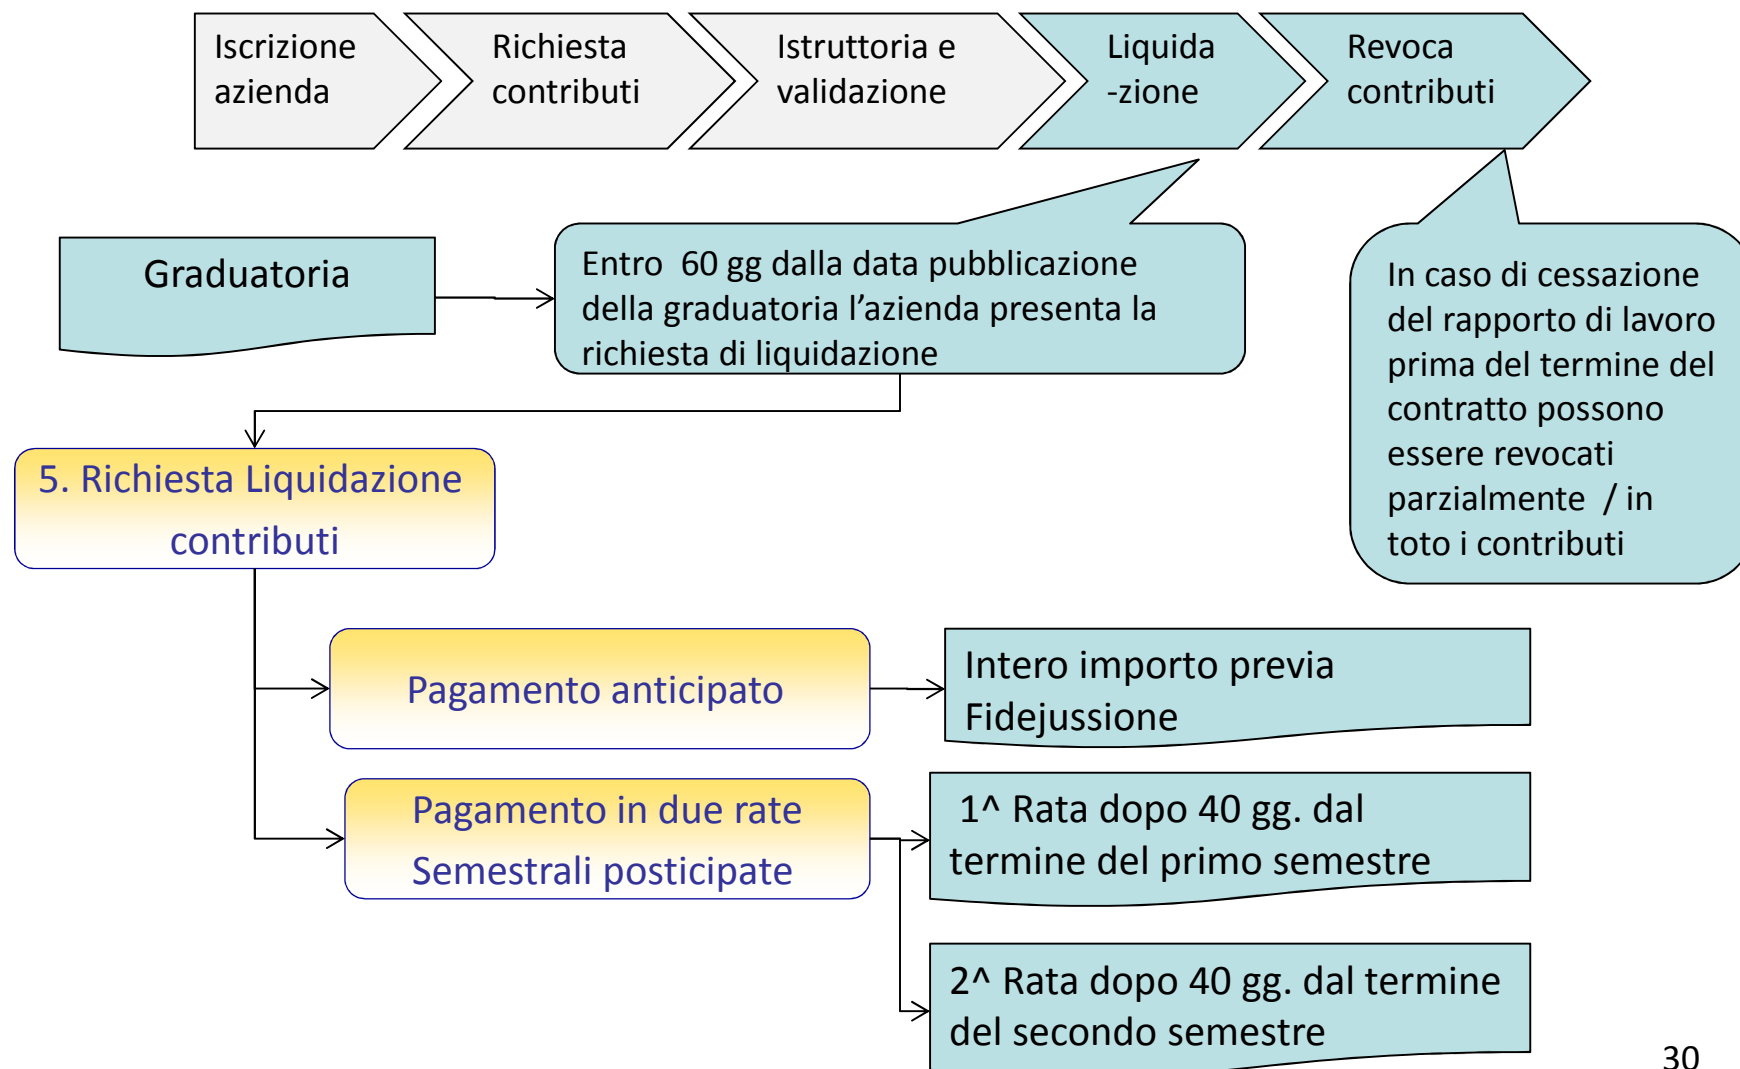 Iscrizione
azienda
Richiesta
contributi
Istruttoria e
validazione
Liquida
-zione
Revoca
contributi
Graduatoria
Entro  60 gg dalla data pubblicazione
della graduatoria l’azienda presenta la
richiesta di liquidazione
In caso di cessazione
del rapporto di lavoro
prima del termine del
contratto possono
essere revocati
parzialmente  / in
toto i contributi
5. Richiesta Liquidazione
contributi
Pagamento anticipato
Intero importo previa
Fidejussione
Pagamento in due rate
Semestrali posticipate
1^ Rata dopo 40 gg. dal
termine del primo semestre
2^ Rata dopo 40 gg. dal termine
del secondo semestre
30